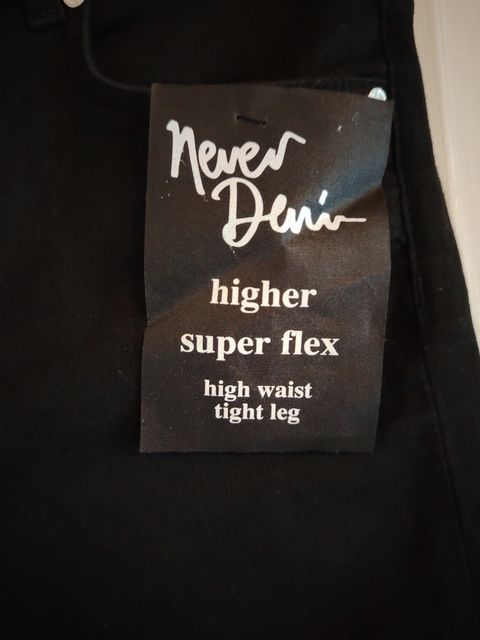 Never
Denim
higher
super flex
high waist
tight leg